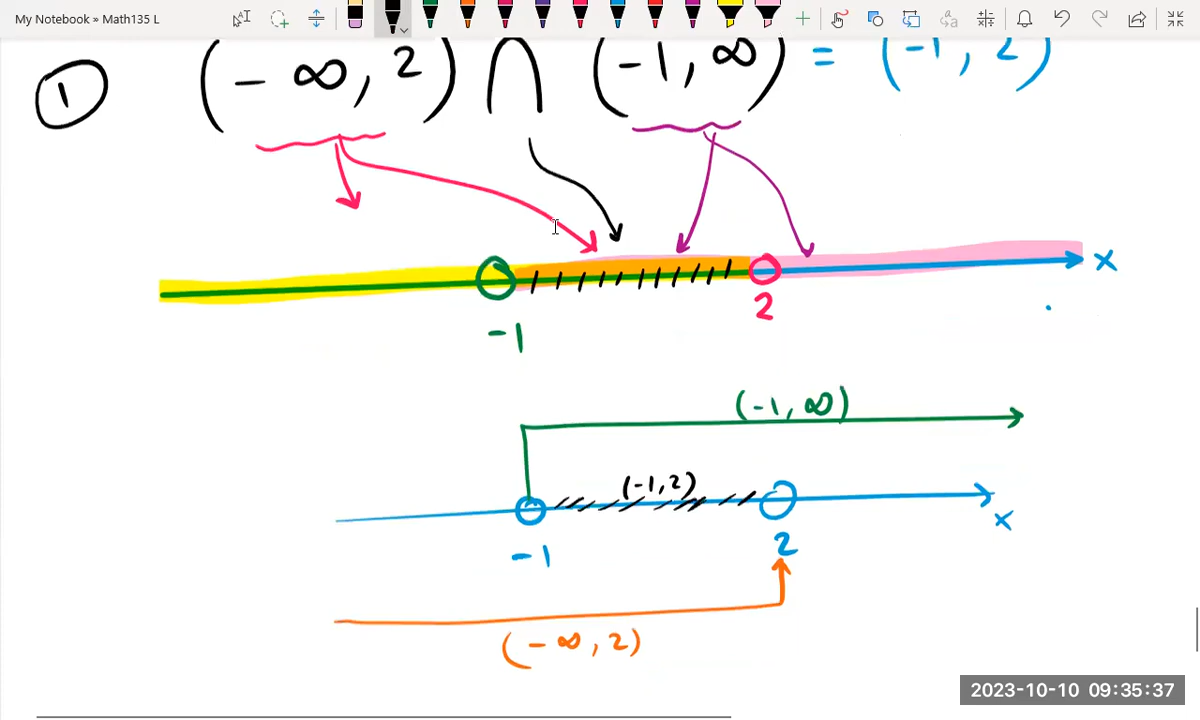 My Notebook » Math135 L
① (-∞, 2) ∩ (-1, ∞) = (-1, 2)
x
-1
2
(-1, ∞)
(-1, 2)
x
-1
2
(-∞, 2)
2023-10-10 09:35:37